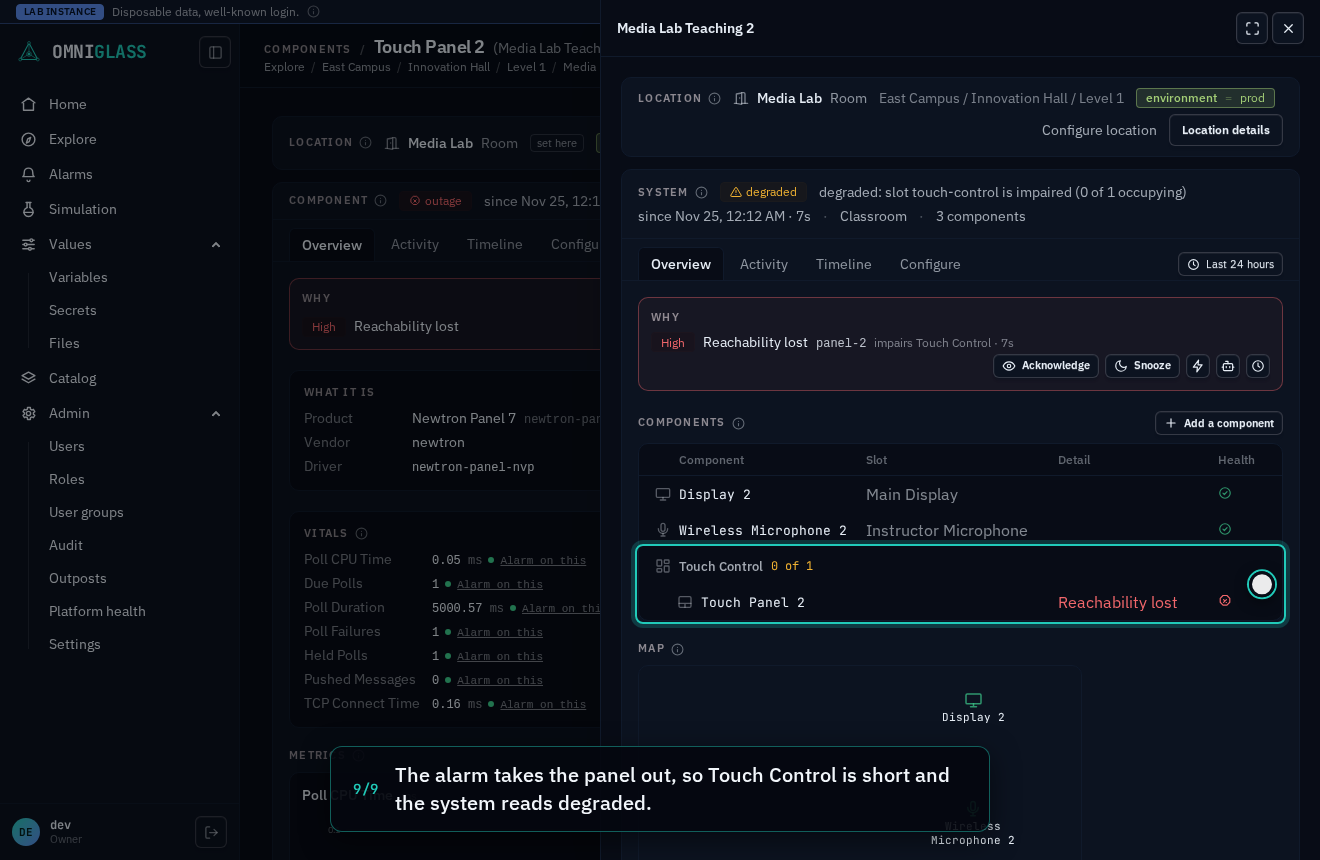 LAB INSTANCE Disposable data, well-known login.
OMNIGLASS
Home
Explore
Alarms
Simulation
Values
Variables
Secrets
Files
Catalog
Admin
Users
Roles
User groups
Audit
Outposts
Platform health
Settings
DE dev
Owner
COMPONENTS / Touch Panel 2 (Media Lab Teach
Explore / East Campus / Innovation Hall / Level 1 / Media
LOCATION Media Lab Room set here
COMPONENT outage since Nov 25, 12:1
Overview Activity Timeline Configu
WHY
High Reachability lost
WHAT IT IS
Product Newtron Panel 7 newtron-par
Vendor newtron
Driver newtron-panel-nvp
VITALS
Poll CPU Time 0.05 ms Alarm on this
Due Polls 1 Alarm on this
Poll Duration 5000.57 ms Alarm on this
Poll Failures 1 Alarm on this
Held Polls 1 Alarm on this
Pushed Messages 0 Alarm on this
TCP Connect Time 0.16 ms Alarm on this
METRI
Poll CPU Time
Media Lab Teaching 2
LOCATION Media Lab Room East Campus / Innovation Hall / Level 1 environment = prod
Configure location Location details
SYSTEM degraded degraded: slot touch-control is impaired (0 of 1 occupying)
since Nov 25, 12:12 AM · 7s · Classroom · 3 components
Overview Activity Timeline Configure Last 24 hours
WHY
High Reachability lost panel-2 impairs Touch Control · 7s
Acknowledge Snooze
COMPONENTS Add a component
Component Slot Detail Health
Display 2 Main Display
Wireless Microphone 2 Instructor Microphone
Touch Control 0 of 1
Touch Panel 2 Reachability lost
MAP
Display 2
Wireless
Microphone 2
9/9 The alarm takes the panel out, so Touch Control is short and
the system reads degraded.